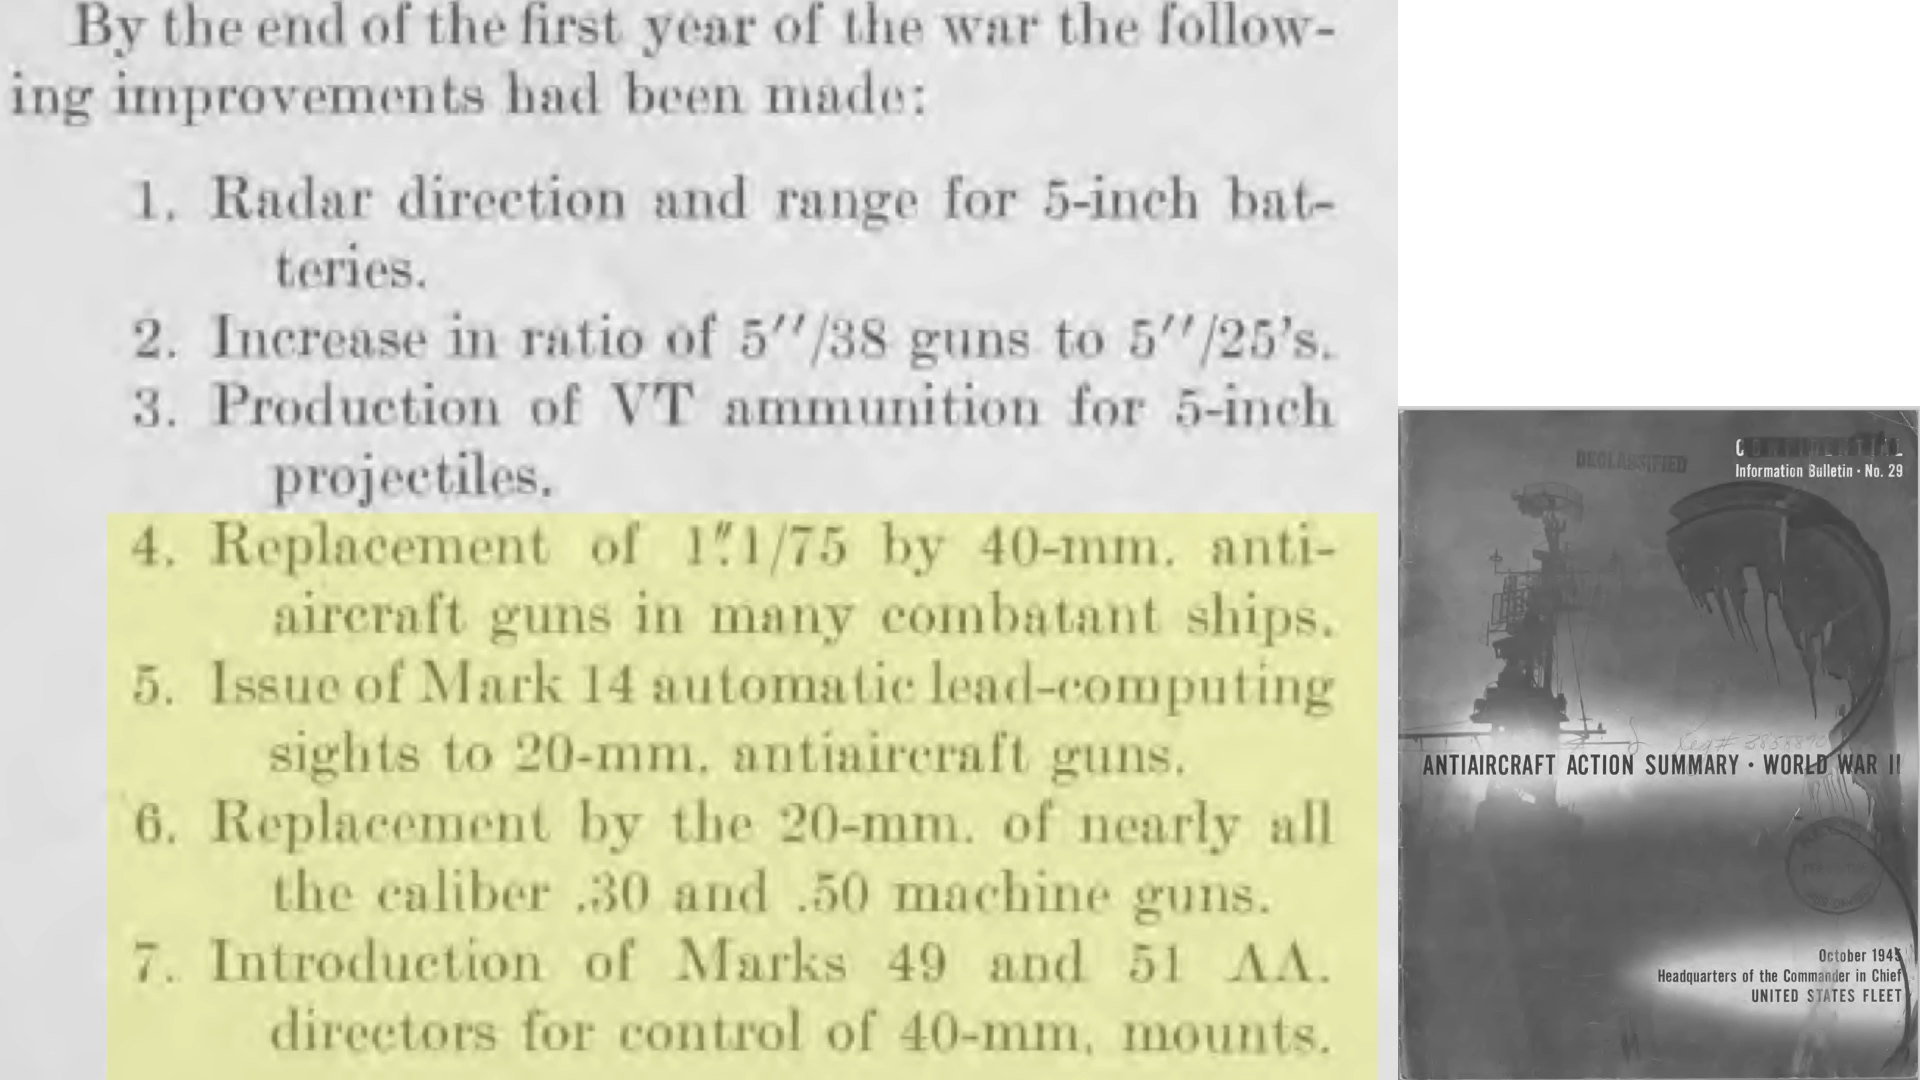 By the end of the first year of the war the follow-
ing improvements had been made:
1. Radar direction and range for 5-inch bat-
teries.
2. Increase in ratio of 5''/38 guns to 5''/25's.
3. Production of VT ammunition for 5-inch
projectiles.
4. Replacement of 1".1/75 by 40-mm. anti-
aircraft guns in many combatant ships.
5. Issue of Mark 14 automatic lead-computing
sights to 20-mm. antiaircraft guns.
6. Replacement by the 20-mm. of nearly all
the caliber .30 and .50 machine guns.
7. Introduction of Marks 49 and 51 AA.
directors for control of 40-mm. mounts.
DECLASSIFIED
CONFIDENTIAL
Information Bulletin · No. 29
ANTIAIRCRAFT ACTION SUMMARY · WORLD WAR II
October 1945
Headquarters of the Commander in Chief
UNITED STATES FLEET